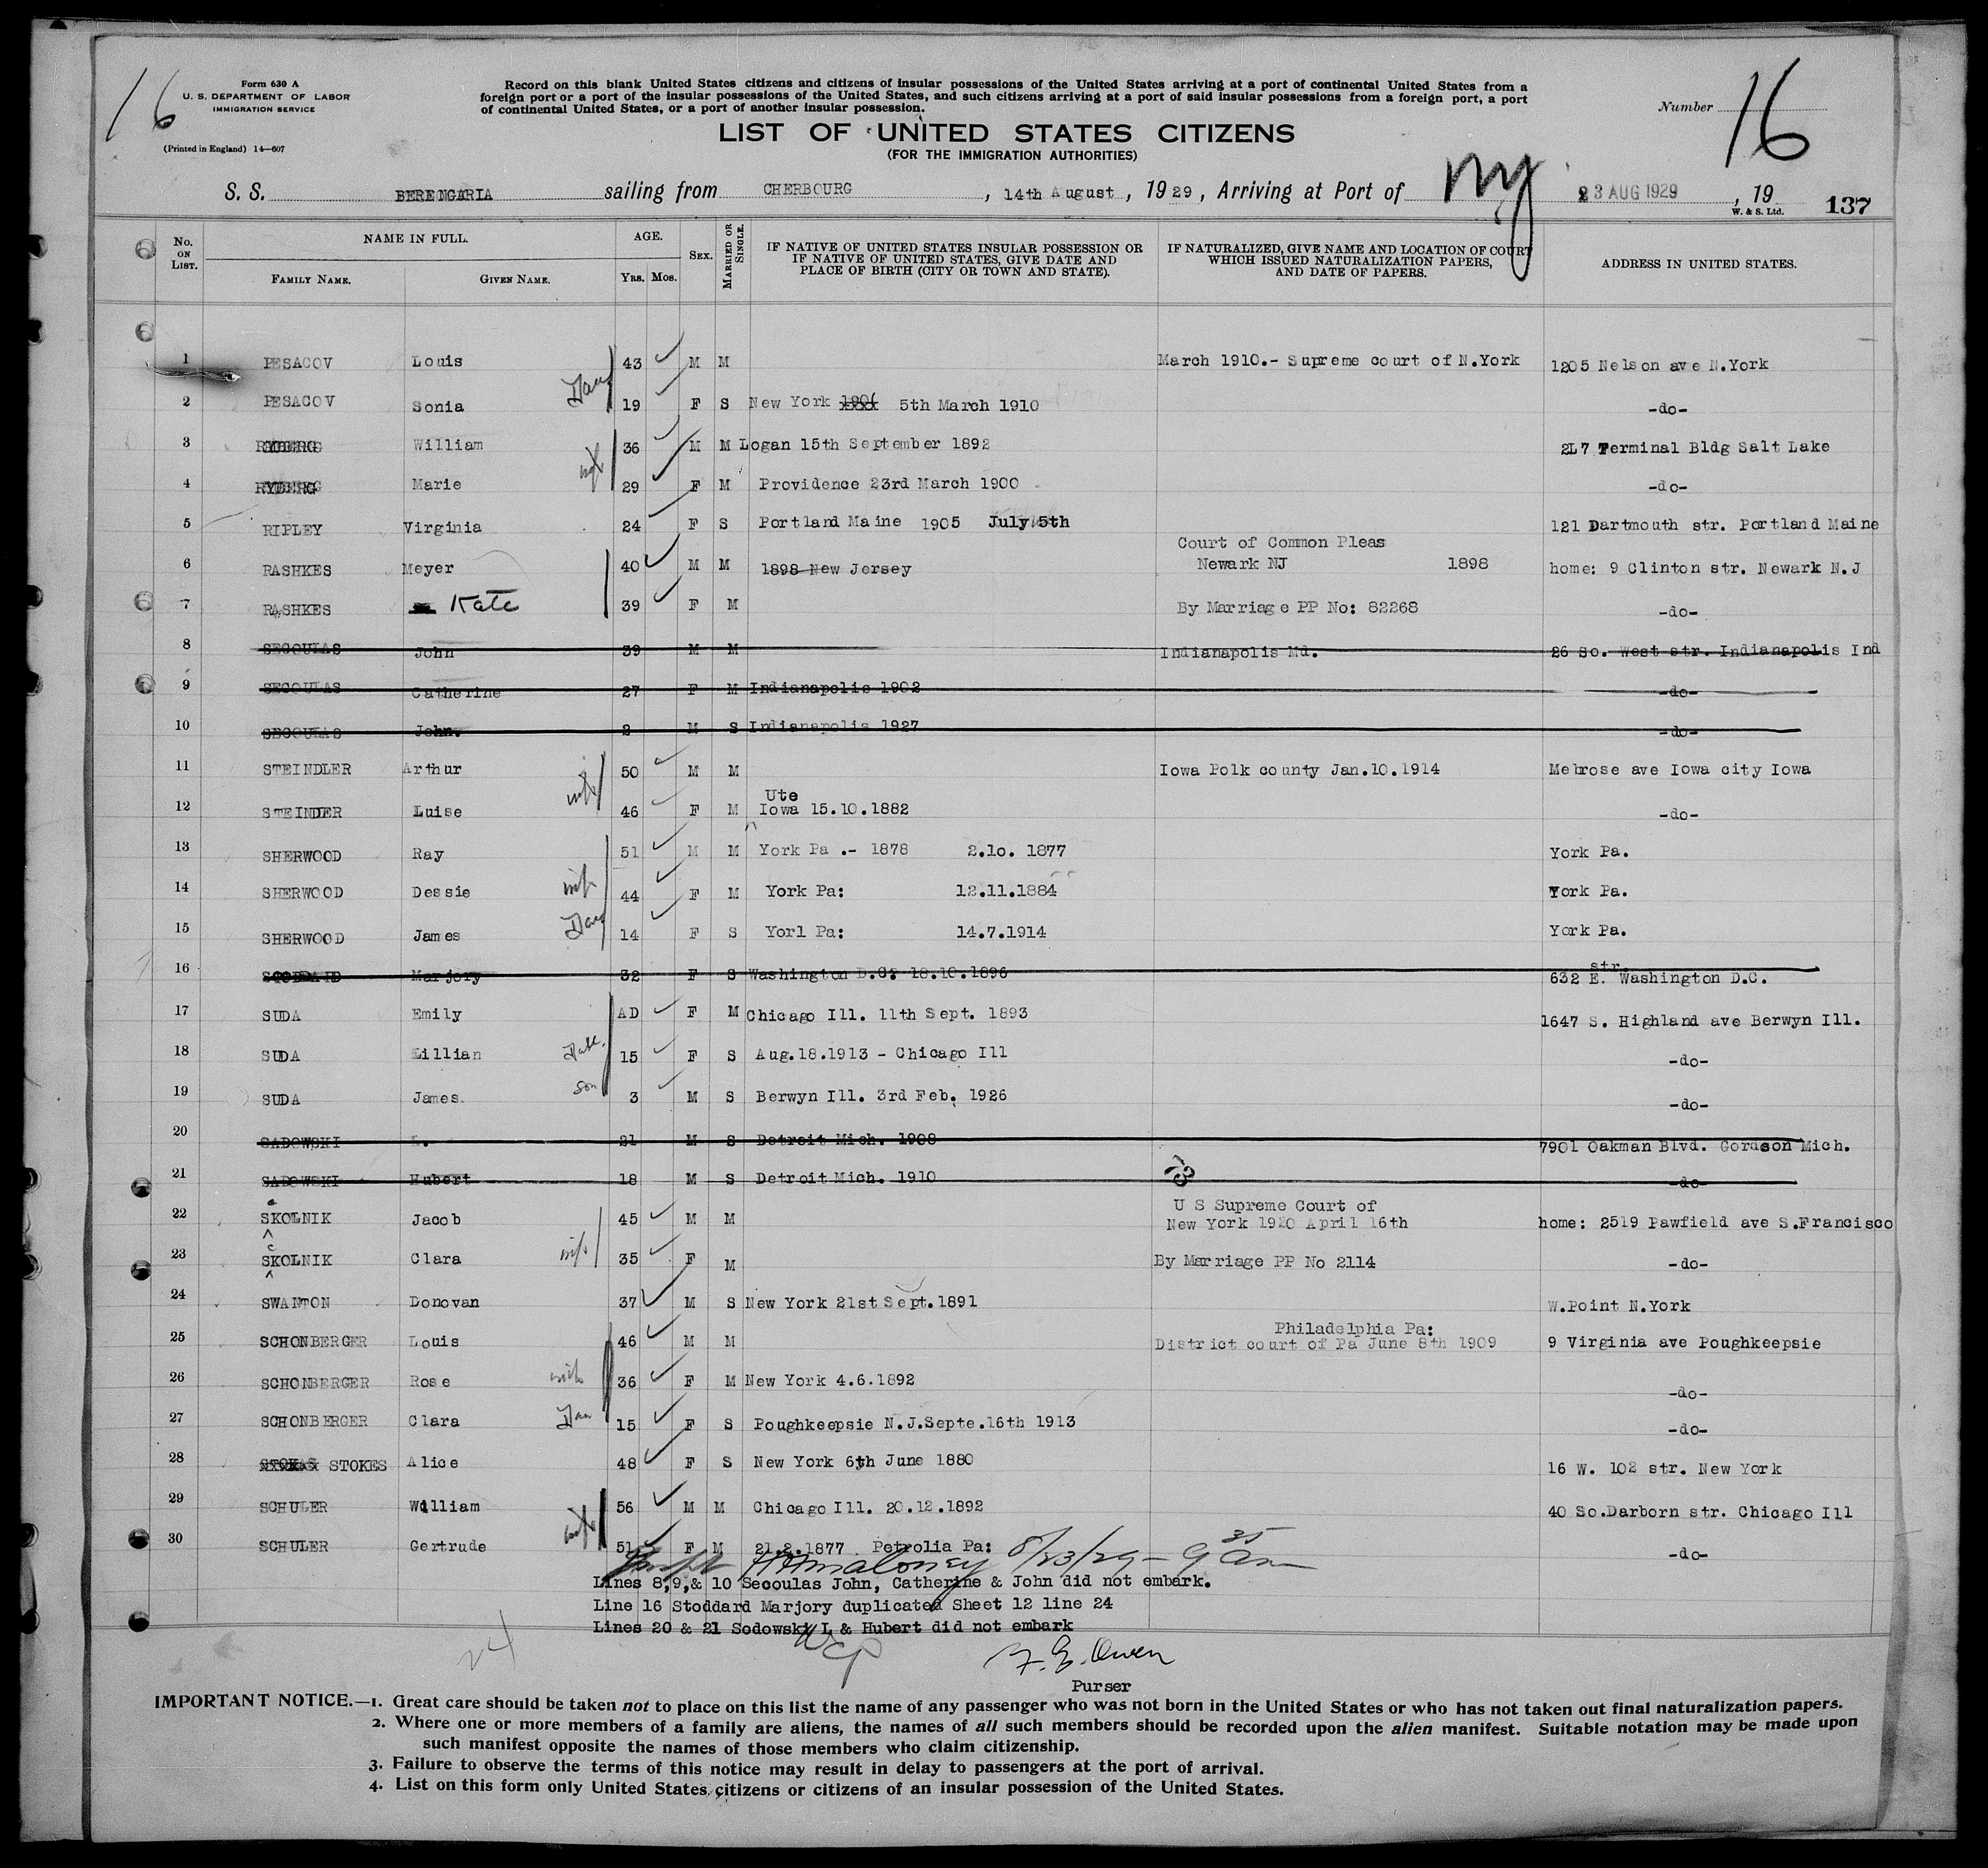 16
Form 630 A
U. S. DEPARTMENT OF LABOR
IMMIGRATION SERVICE
(Printed in England) 14—607
Record on this blank United States citizens and citizens of insular possessions of the United States arriving at a port of continental United States from a
foreign port or a port of the insular possessions of the United States, and such citizens arriving at a port of said insular possessions from a foreign port, a port
of continental United States, or a port of another insular possession.
Number 16
LIST OF UNITED STATES CITIZENS
(FOR THE IMMIGRATION AUTHORITIES)
S. S. BERENGARIA sailing from CHERBOURG, 14th August, 1929, Arriving at Port of NY 23 AUG 1929, 19
W. & S. Ltd. 137
No. ON LIST. NAME IN FULL. FAMILY NAME. GIVEN NAME. AGE. YRS. MOS. SEX. MARRIED OR SINGLE. IF NATIVE OF UNITED STATES INSULAR POSSESSION OR IF NATIVE OF UNITED STATES, GIVE DATE AND PLACE OF BIRTH (CITY OR TOWN AND STATE). IF NATURALIZED, GIVE NAME AND LOCATION OF COURT WHICH ISSUED NATURALIZATION PAPERS, AND DATE OF PAPERS. ADDRESS IN UNITED STATES.
1 PESACOV Louis 43 M M March 1910.- Supreme court of N.York 1205 Nelson ave N.York
2 PESACOV Sonia Dau 19 F S New York 5th March 1910 -do-
3 RYBERG William 36 M M Logan 15th September 1892 2L7 Terminal Bldg Salt Lake
4 RYBERG Marie wife 29 F M Providence 23rd March 1900 -do-
5 RIPLEY Virginia 24 F S Portland Maine 1905 July 5th 121 Dartmouth str. Portland Maine
6 RASHKES Meyer 40 M M 1898 New Jersey Court of Common Pleas
Newark NJ 1898 home: 9 Clinton str. Newark N.J
7 RASHKES Kate 39 F M By Marriage PP No: 82268 -do-
8 SECOULAS John 39 M M Indianapolis Md. 26 So. West str. Indianapolis Ind
9 SECOULAS Catherine 27 F M Indianapolis 1902 -do-
10 SECOULAS John. 2 M S Indianapolis 1927 -do-
11 STEINDLER Arthur 50 M M Iowa Polk county Jan.10.1914 Melrose ave Iowa city Iowa
12 STEINDER Luise wife 46 F M Ute
Iowa 15.10.1882 -do-
13 SHERWOOD Ray 51 M M York Pa .- 1878 2.10. 1877 York Pa.
14 SHERWOOD Dessie wife 44 F M York Pa: 12.11.1884 York Pa.
15 SHERWOOD James Dau 14 F S Yorl Pa: 14.7.1914 York Pa.
16 STODDARD Marjory 32 F S Washington D.C. 18.10.1896 str.
632 E. Washington D.C.
17 SUDA Emily AD F M Chicago Ill. 11th Sept. 1893 1647 S. Highland ave Berwyn Ill.
18 SUDA Lillian 15 F S Aug.18.1913 - Chicago Ill -do-
19 SUDA James. son 3 M S Berwyn Ill. 3rd Feb. 1926 -do-
20 SADOWSKI L. 21 M S Detroit Mich. 1908 7901 Oakman Blvd. Gordson Mich.
21 SADOWSKI Hubert 18 M S Detroit Mich. 1910 -do-
22 SKOLNIK Jacob 45 M M U S Supreme Court of
New York 1920 April 16th home: 2519 Pawfield ave S.Francisco
23 SKOLNIK Clara wife 35 F M By Marriage PP No 2114 -do-
24 SWANTON Donovan 37 M S New York 21st Sept.1891 W.Point N.York
25 SCHONBERGER Louis 46 M M Philadelphia Pa:
District court of Pa June 8th 1909 9 Virginia ave Poughkeepsie
26 SCHONBERGER Rose wife 36 F M New York 4.6.1892 -do-
27 SCHONBERGER Clara Dau 15 F S Poughkeepsie N.J.Septe.16th 1913 -do-
28 STOKES Alice 48 F S New York 6th June 1880 16 W. 102 str. New York
29 SCHULER William 56 M M Chicago Ill. 20.12.1892 40 So.Darborn str. Chicago Ill
30 SCHULER Gertrude wife 51 F M 21.2.1877 Petrolia Pa: -do-
Maloney 8/23/29 - 9 35 am
Lines 8,9,& 10 Secoulas John, Catherine & John did not embark.
Line 16 Stoddard Marjory duplicated Sheet 12 line 24
Lines 20 & 21 Sodowski L & Hubert did not embark
24
F. G. Owen
Purser
IMPORTANT NOTICE.—1. Great care should be taken not to place on this list the name of any passenger who was not born in the United States or who has not taken out final naturalization papers.
2. Where one or more members of a family are aliens, the names of all such members should be recorded upon the alien manifest. Suitable notation may be made upon
such manifest opposite the names of those members who claim citizenship.
3. Failure to observe the terms of this notice may result in delay to passengers at the port of arrival.
4. List on this form only United States citizens or citizens of an insular possession of the United States.